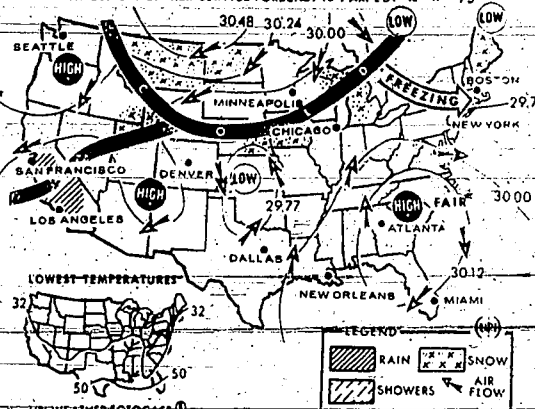 30.48 30.24
30.00
LOW
LOW
SEATTLE
HIGH
FREEZING
BOSTON
MINNEAPOLIS
29.7
NEW YORK
CHICAGO
SAN FRANCISCO
DENVER
LOW
HIGH
29.77
HIGH
FAIR
30.00
LOS ANGELES
ATLANTA
DALLAS
30.12
LOWEST TEMPERATURES
NEW ORLEANS
MIAMI
32
32
LEGEND
(UPI)
RAIN
SNOW
50
50
SHOWERS
AIR
FLOW